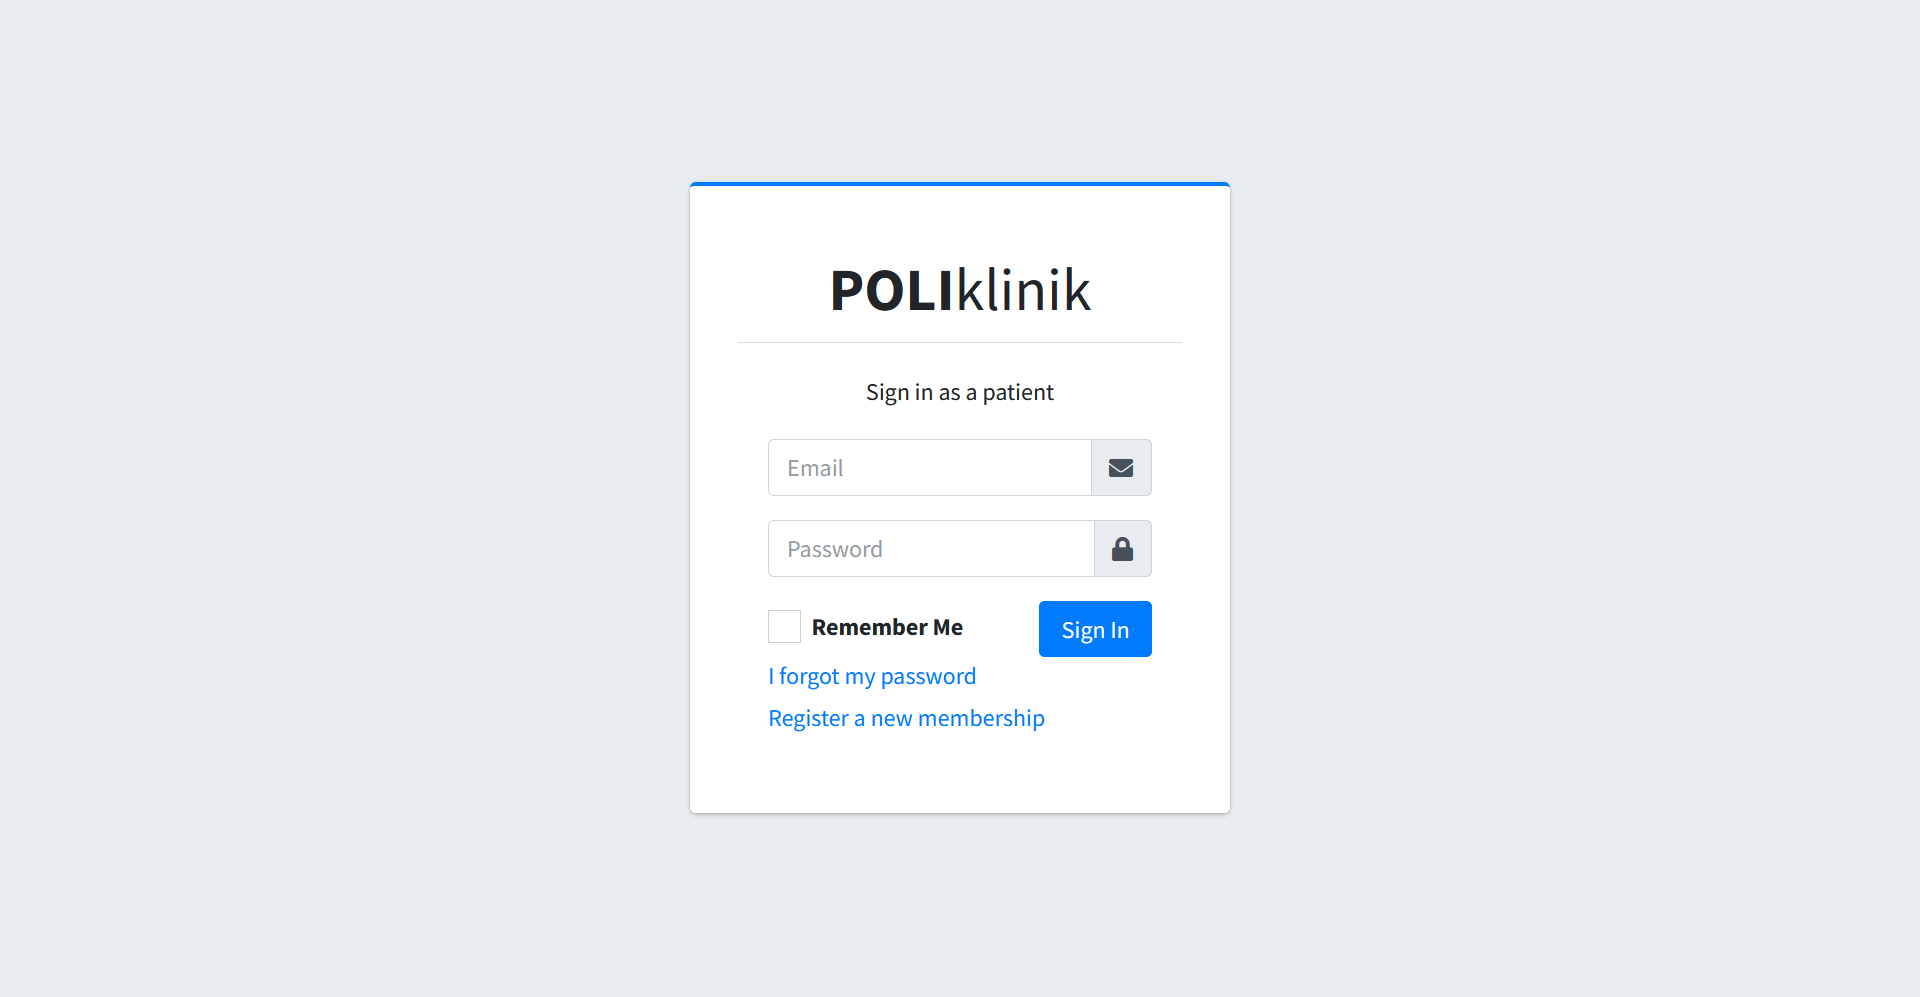 POLIklinik
Sign in as a patient
Email
Password
Remember Me
Sign In
I forgot my password
Register a new membership